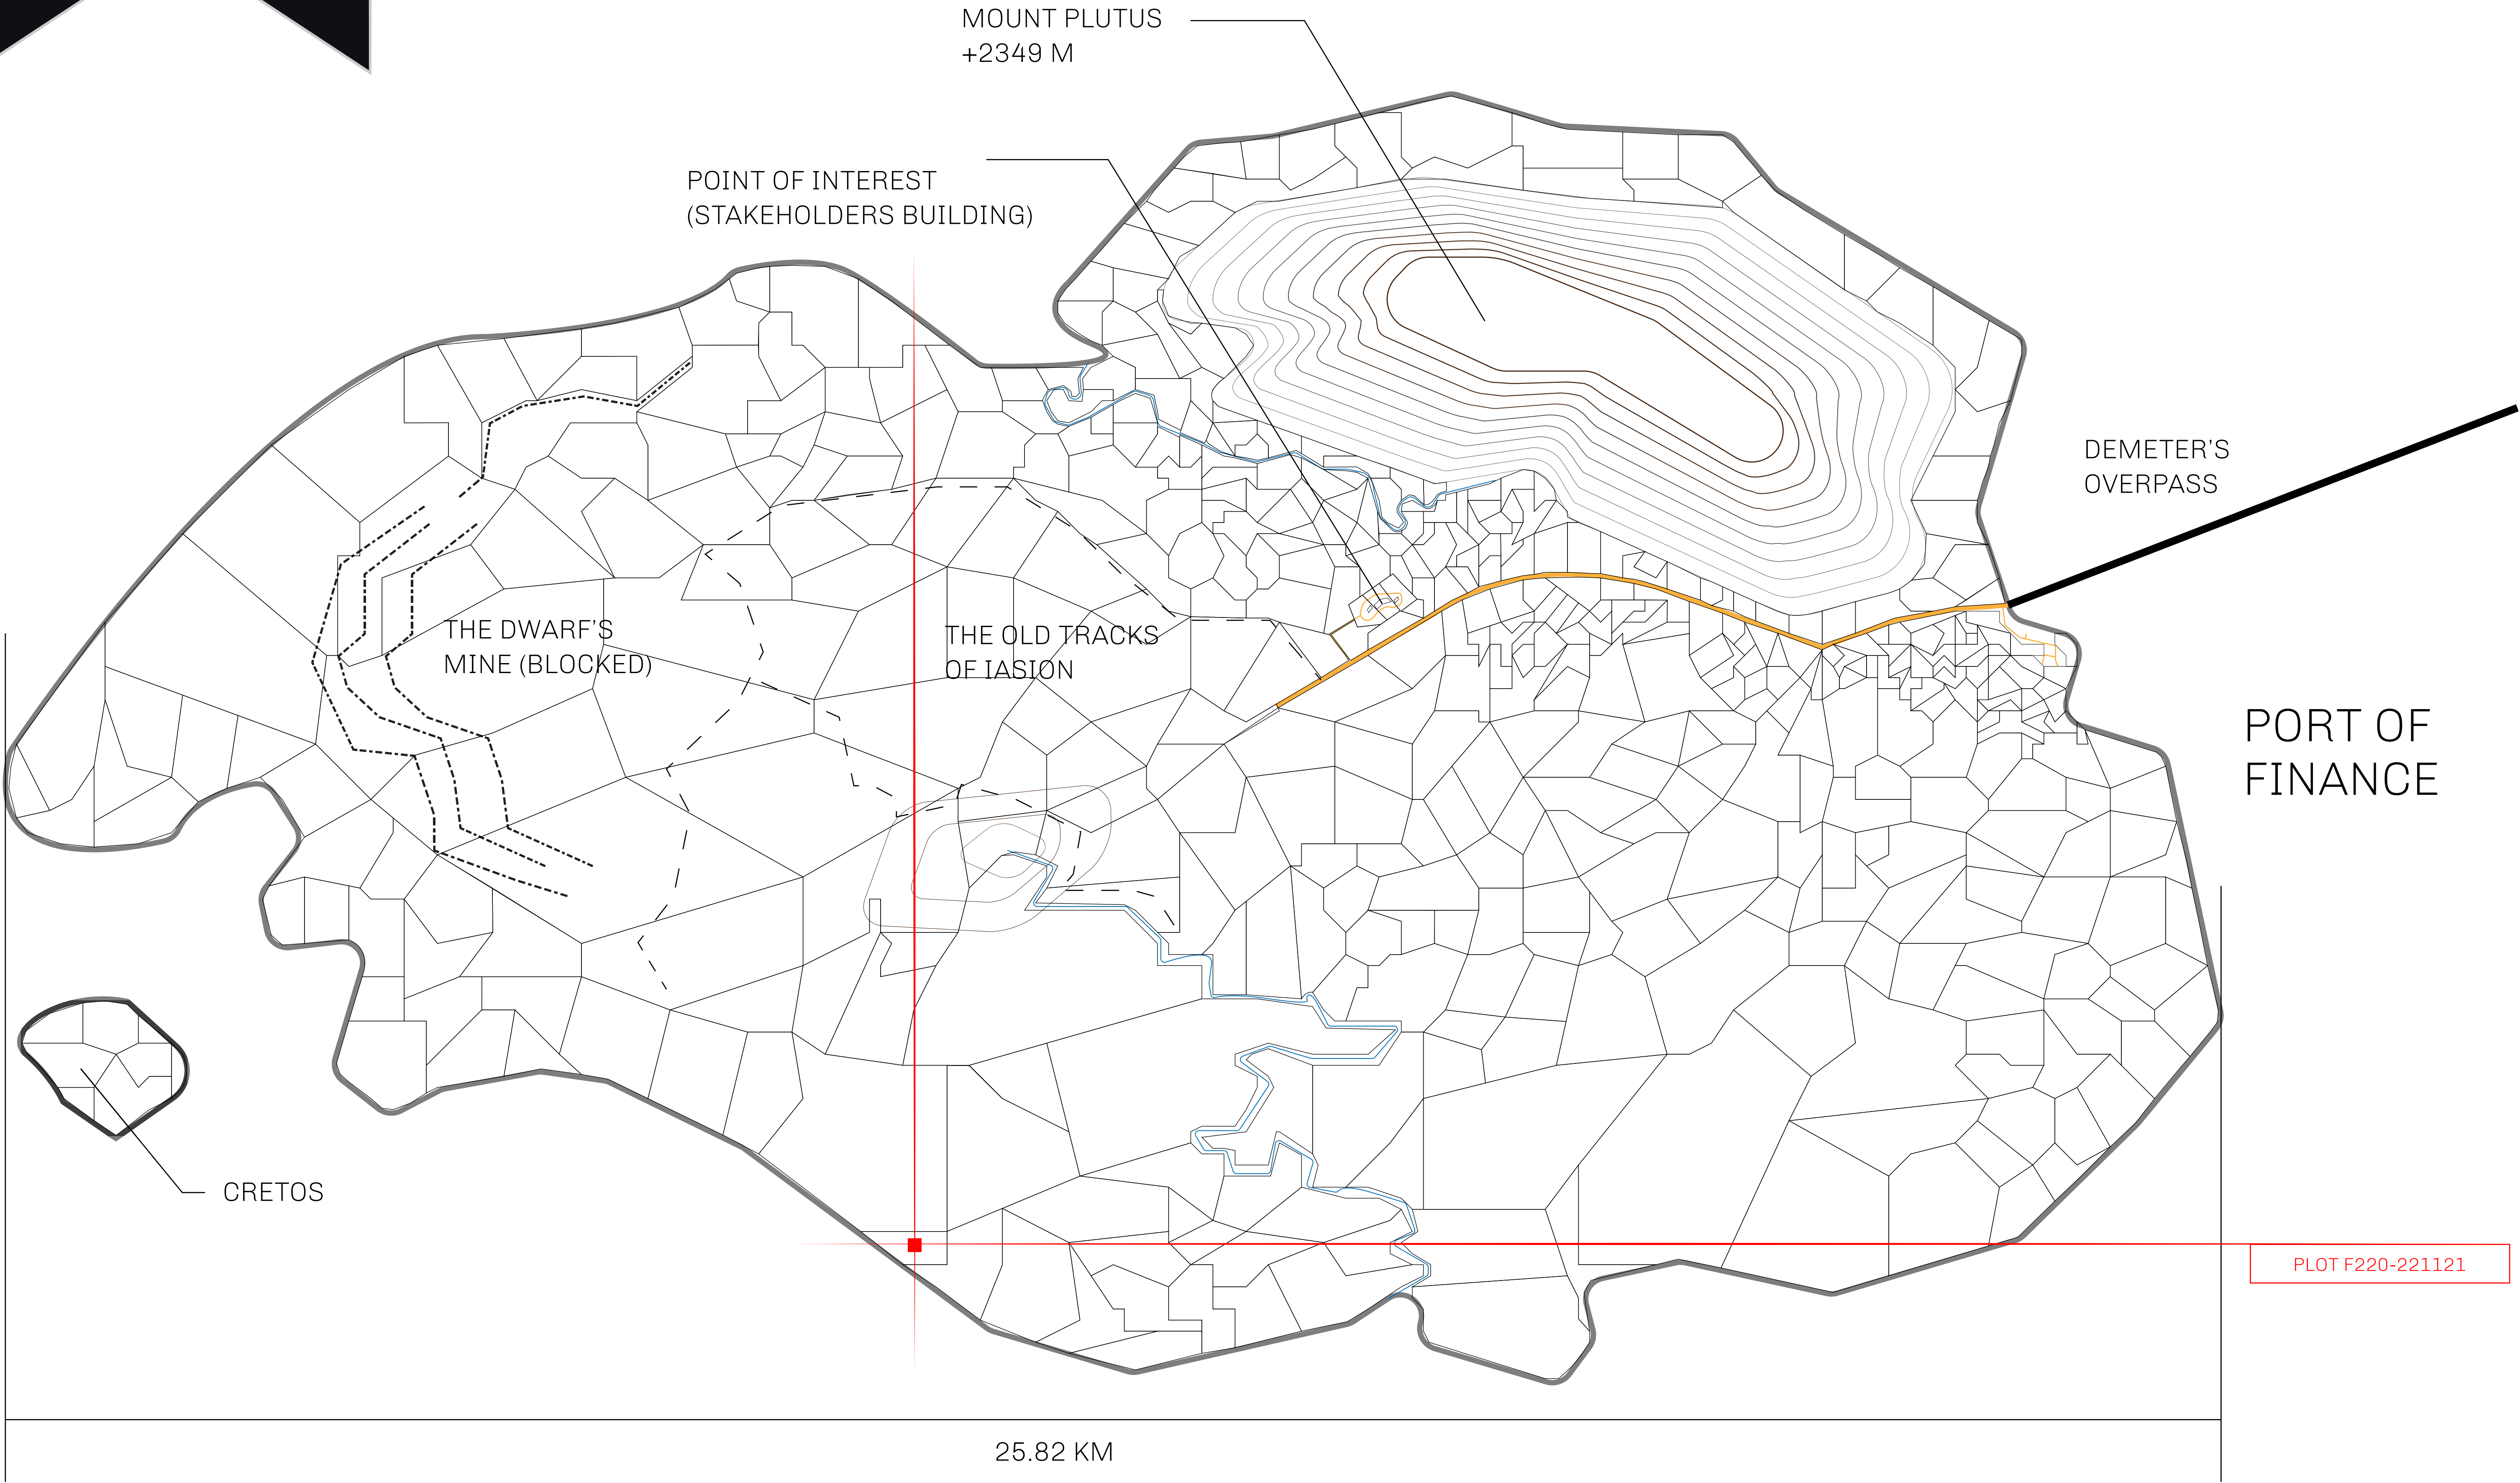 MOUNT PLUTUS
+2349 M
POINT OF INTEREST
(STAKEHOLDERS BUILDING)
DEMETER'S
OVERPASS
THE DWARF'S
MINE (BLOCKED)
THE OLD TRACKS
OF IASION
PORT OF
FINANCE
CRETOS
PLOT F220-221121
25.82 KM